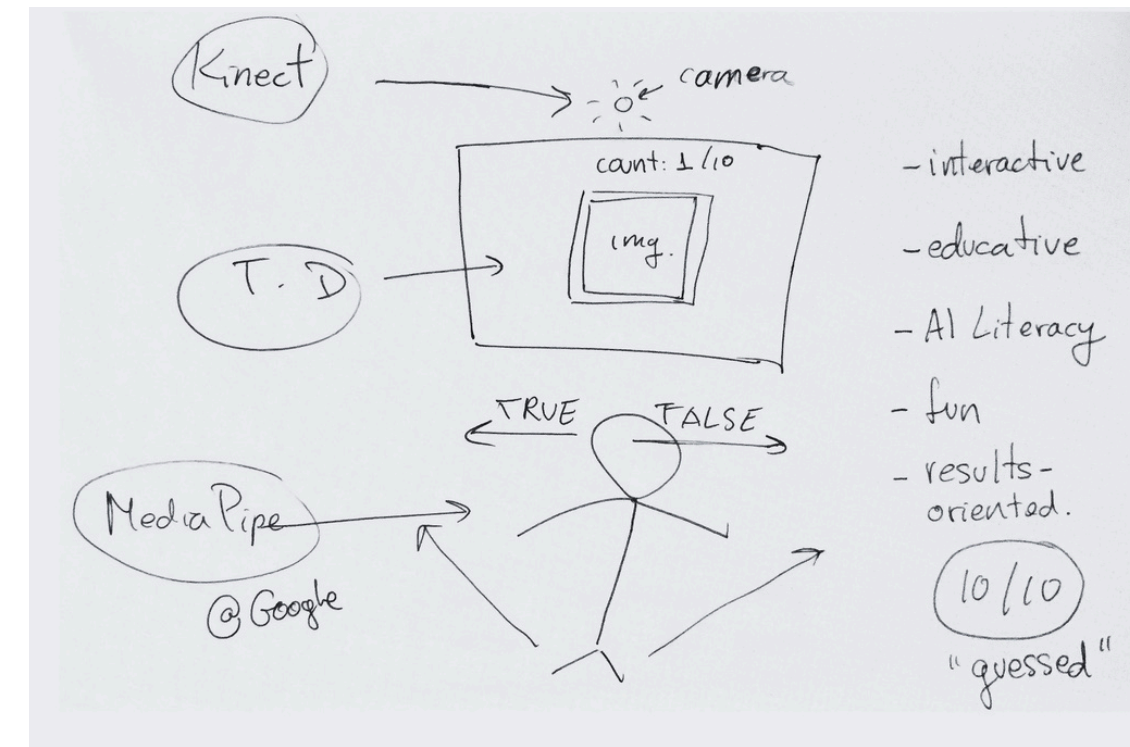 Kinect
camera
count: 1/10
img.
T.D
TRUE
FALSE
MediaPipe
@Google
- interactive
- educative
- AI Literacy
- fun
- results-
oriented.
10/10
"guessed"